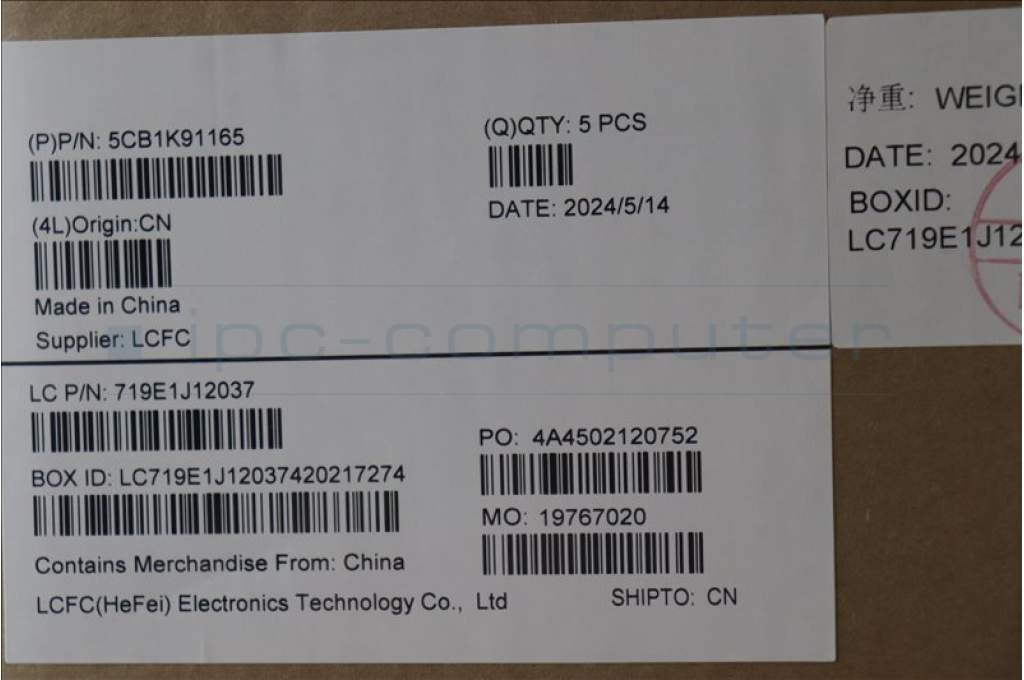 (P)P/N: 5CB1K91165
(Q)QTY: 5 PCS
(4L)Origin:CN
DATE: 2024/5/14
Made in China
Supplier: LCFC
LC P/N: 719E1J12037
PO: 4A4502120752
BOX ID: LC719E1J12037420217274
MO: 19767020
Contains Merchandise From: China
LCFC(HeFei) Electronics Technology Co., Ltd
SHIPTO: CN
净重: WEIG
DATE: 2024
BOXID:
LC719E1J12
ipc-computer